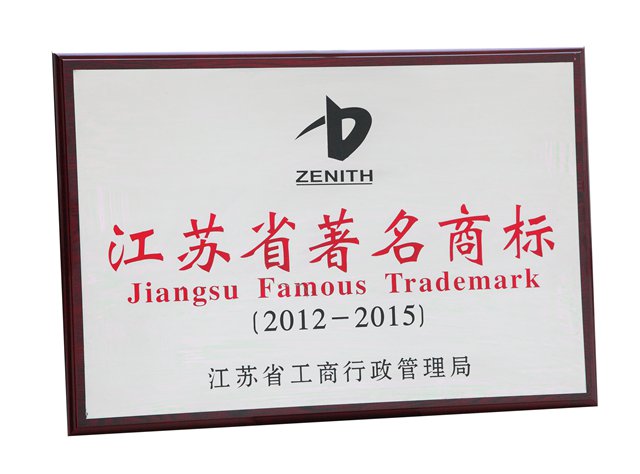 ZENITH
江苏省著名商标
Jiangsu Famous Trademark
(2012-2015)
江苏省工商行政管理局